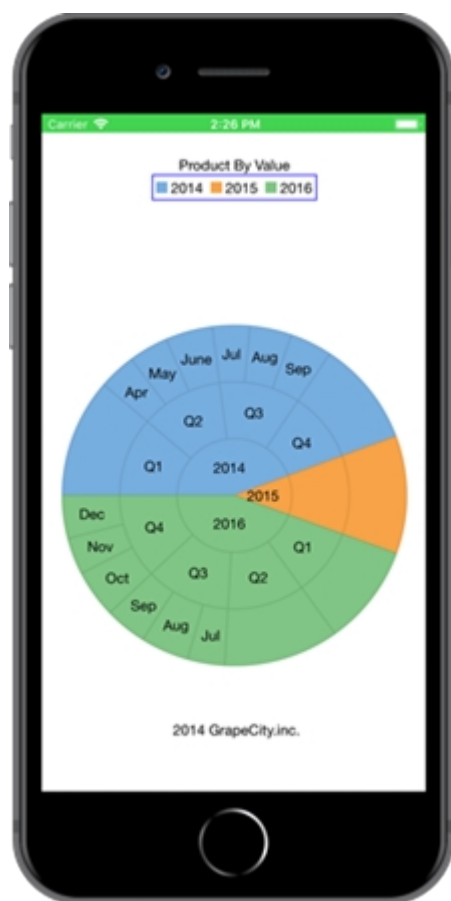 Carrier 2:26 PM
Product By Value
2014 2015 2016
Apr May June Jul Aug Sep
Q1 Q2 Q3 Q4
2014
2015
2016
Q4 Q3 Q2 Q1
Dec
Nov
Oct
Sep
Aug
Jul
2014 GrapeCity.inc.